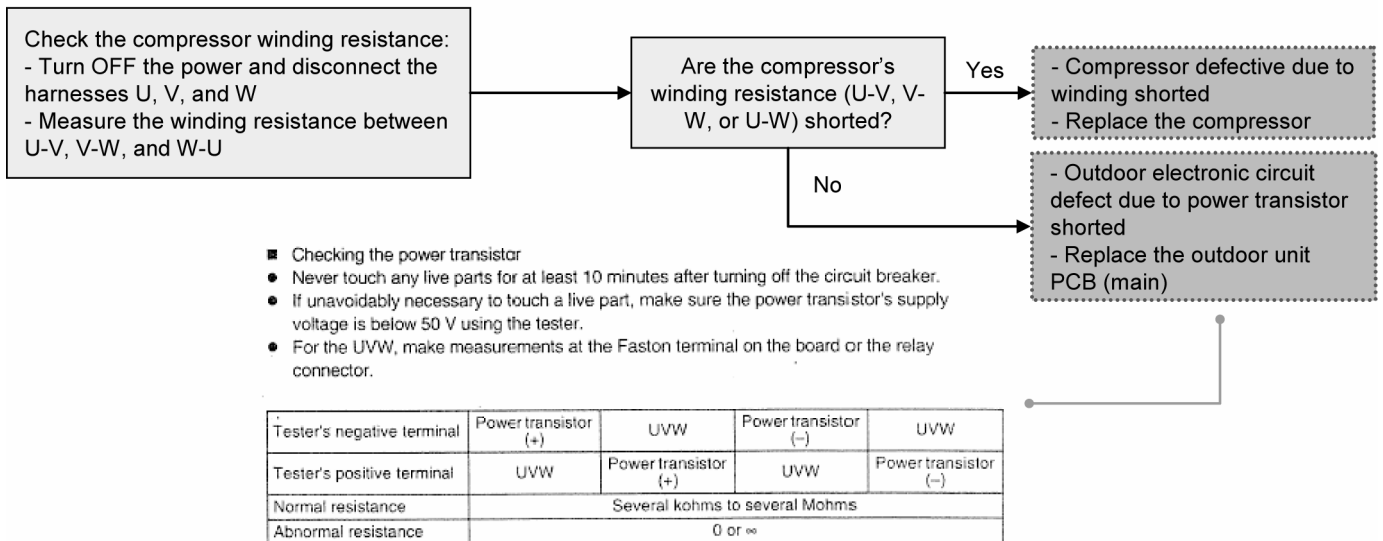 Check the compressor winding resistance:
- Turn OFF the power and disconnect the
harnesses U, V, and W
- Measure the winding resistance between
U-V, V-W, and W-U
Are the compressor's
winding resistance (U-V, V-
W, or U-W) shorted?
Yes
- Compressor defective due to
winding shorted
- Replace the compressor
No
- Outdoor electronic circuit
defect due to power transistor
shorted
- Replace the outdoor unit
PCB (main)
■ Checking the power transistor
● Never touch any live parts for at least 10 minutes after turning off the circuit breaker.
● If unavoidably necessary to touch a live part, make sure the power transistor's supply
voltage is below 50 V using the tester.
● For the UVW, make measurements at the Faston terminal on the board or the relay
connector.
Tester's negative terminal Power transistor (+) UVW Power transistor (−) UVW
Tester's positive terminal UVW Power transistor (+) UVW Power transistor (−)
Normal resistance Several kohms to several Mohms
Abnormal resistance 0 or ∞